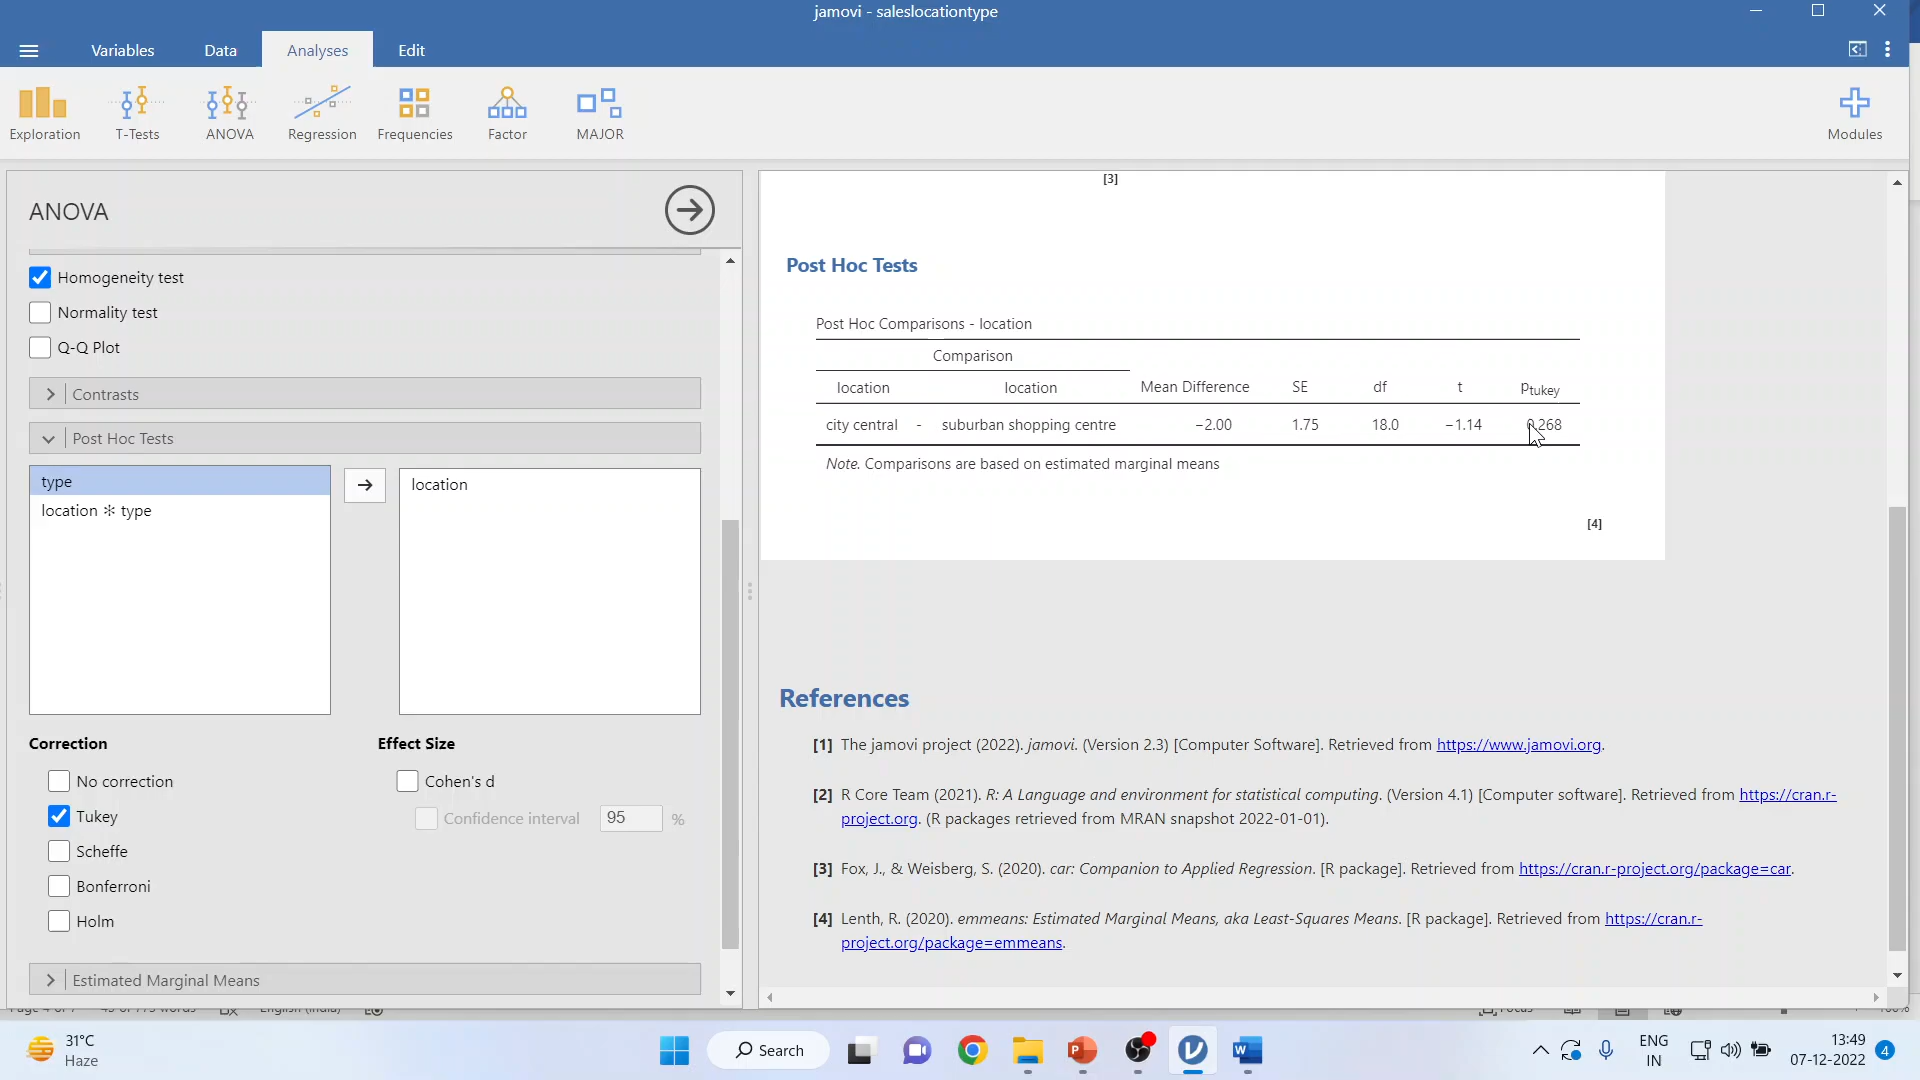 jamovi - saleslocationtype
Variables
Data
Analyses
Edit
Exploration
T-Tests
ANOVA
Regression
Frequencies
Factor
MAJOR
Modules
ANOVA
Homogeneity test
Normality test
Q-Q Plot
Contrasts
Post Hoc Tests
type
location ✻ type
location
Correction
Effect Size
No correction
Cohen's d
Tukey
Confidence interval 95 %
Scheffe
Bonferroni
Holm
Estimated Marginal Means
[3]
Post Hoc Tests
Post Hoc Comparisons - location
Comparison
location location Mean Difference SE df t ptukey
city central - suburban shopping centre −2.00 1.75 18.0 −1.14 0.268
Note. Comparisons are based on estimated marginal means
[4]
References
[1] The jamovi project (2022). jamovi. (Version 2.3) [Computer Software]. Retrieved from https://www.jamovi.org.
[2] R Core Team (2021). R: A Language and environment for statistical computing. (Version 4.1) [Computer software]. Retrieved from https://cran.r-
project.org. (R packages retrieved from MRAN snapshot 2022-01-01).
[3] Fox, J., & Weisberg, S. (2020). car: Companion to Applied Regression. [R package]. Retrieved from https://cran.r-project.org/package=car.
[4] Lenth, R. (2020). emmeans: Estimated Marginal Means, aka Least-Squares Means. [R package]. Retrieved from https://cran.r-
project.org/package=emmeans.
31°C
Haze
Search
ENG
IN
13:49
07-12-2022
4